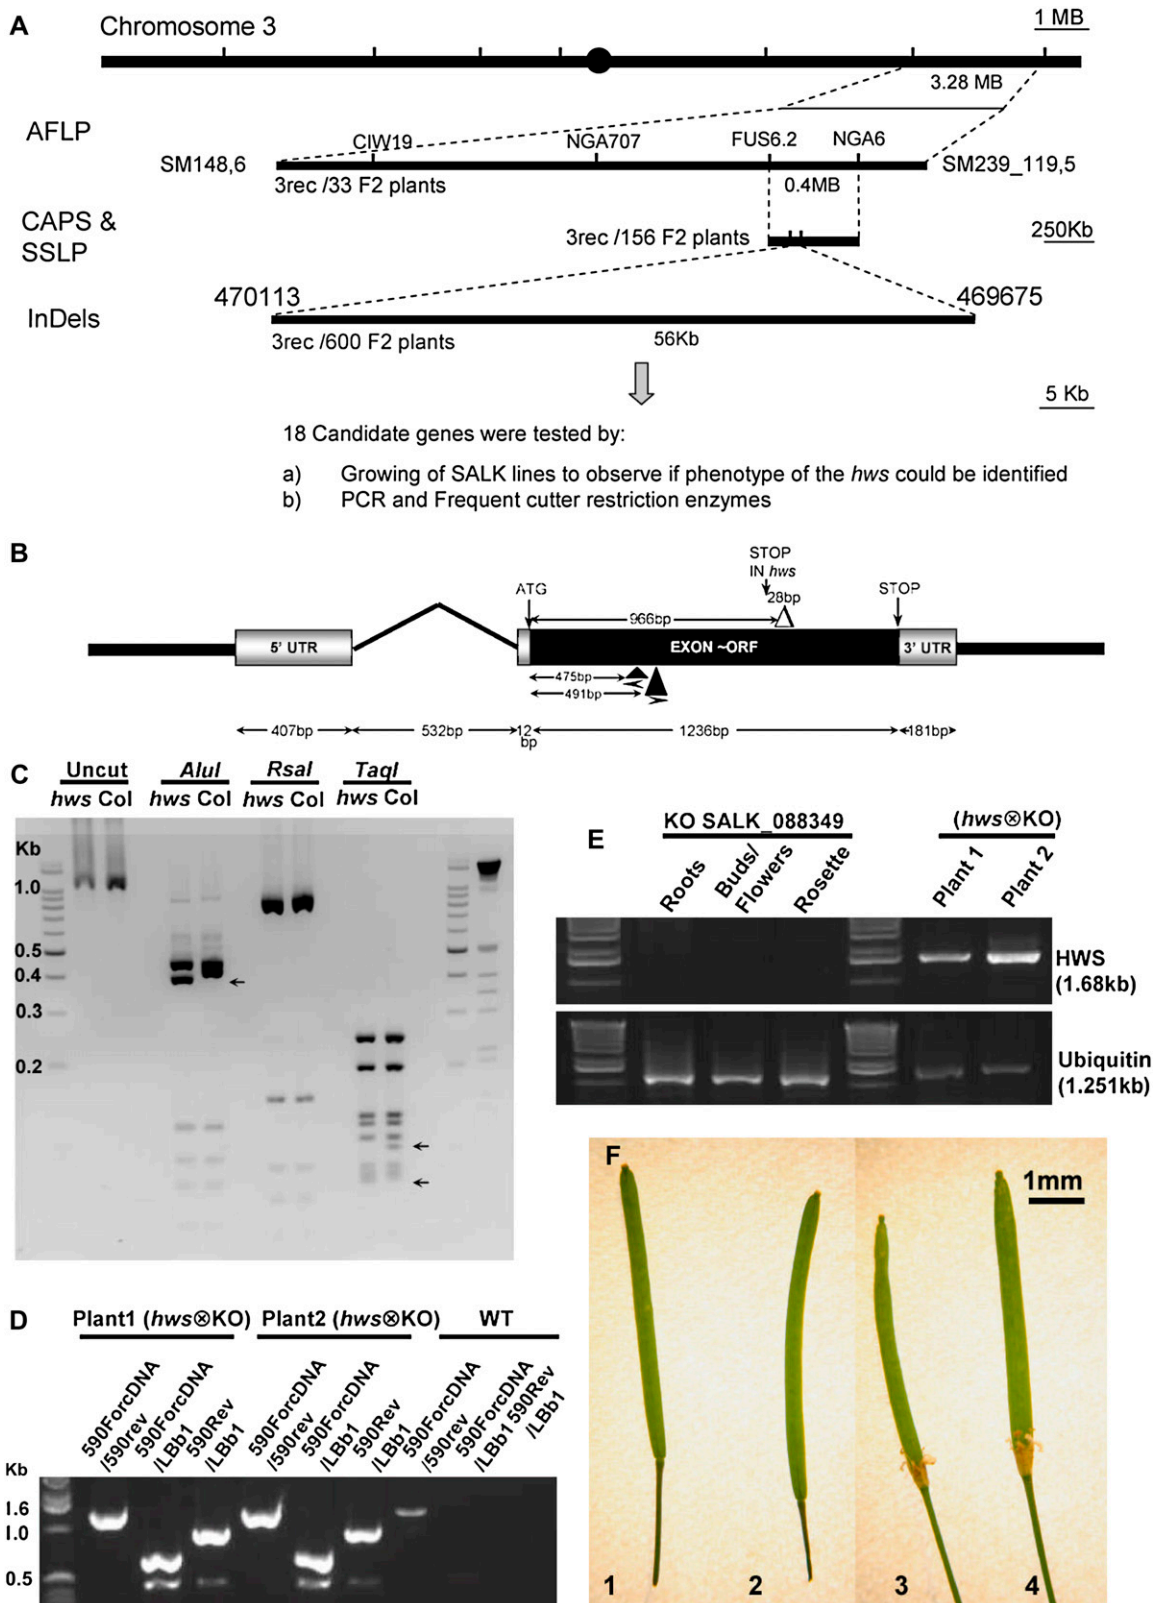 A
Chromosome 3
1 MB
3.28 MB
AFLP
SM148,6
CIW19
NGA707
FUS6.2
NGA6
SM239_119,5
3rec /33 F2 plants
0.4MB
CAPS &
SSLP
3rec /156 F2 plants
250Kb
470113
469675
InDels
3rec /600 F2 plants
56Kb
5 Kb
18 Candidate genes were tested by:
a) Growing of SALK lines to observe if phenotype of the hws could be identified
b) PCR and Frequent cutter restriction enzymes
B
STOP
IN hws
ATG
28bp
STOP
966bp
5' UTR
EXON ~ORF
3' UTR
475bp
491bp
407bp
532bp
12
bp
1236bp
181bp
C
Uncut AluI RsaI TaqI
hws Col hws Col hws Col hws Col
Kb
1.0
0.5
0.4
0.3
0.2
D
Plant1 (hws⊗KO) Plant2 (hws⊗KO) WT
590ForcDNA
/590rev
590ForcDNA
/LBb1
590Rev
/LBb1
590ForcDNA
/590rev
590ForcDNA
/LBb1
590Rev
/LBb1
590ForcDNA
/590rev
590ForcDNA
/LBb1
590Rev
/LBb1
Kb
1.6
1.0
0.5
E
KO SALK_088349
(hws⊗KO)
Roots
Buds/
Flowers
Rosette
Plant 1
Plant 2
HWS
(1.68kb)
Ubiquitin
(1.251kb)
F
1mm
1
2
3
4